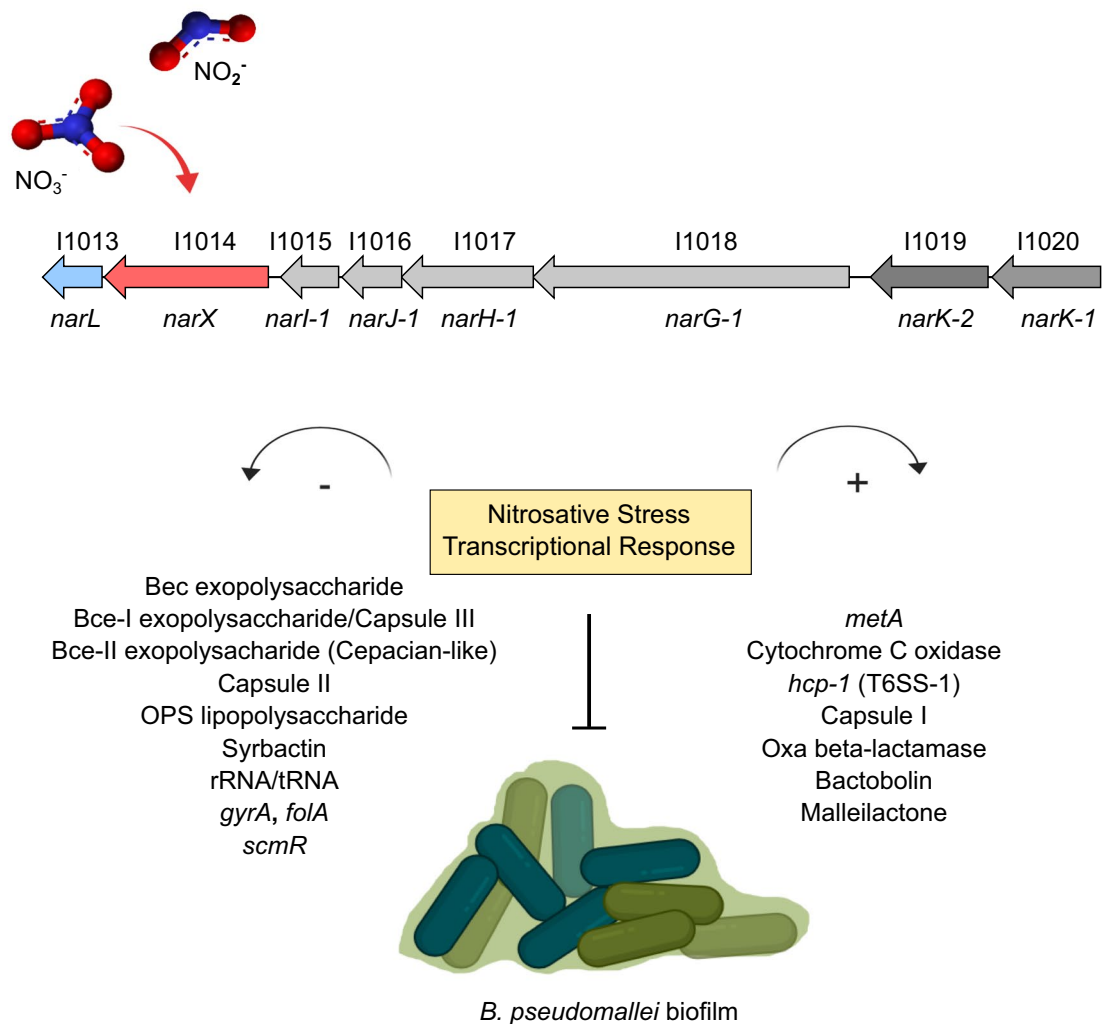 NO₂⁻
NO₃⁻
I1013 I1014 I1015 I1016 I1017 I1018 I1019 I1020
narL narX narI-1 narJ-1 narH-1 narG-1 narK-2 narK-1
- +
Nitrosative Stress
Transcriptional Response
Bec exopolysaccharide
Bce-I exopolysaccharide/Capsule III
Bce-II exopolysacharide (Cepacian-like)
Capsule II
OPS lipopolysaccharide
Syrbactin
rRNA/tRNA
gyrA, folA
scmR
metA
Cytochrome C oxidase
hcp-1 (T6SS-1)
Capsule I
Oxa beta-lactamase
Bactobolin
Malleilactone
B. pseudomallei biofilm